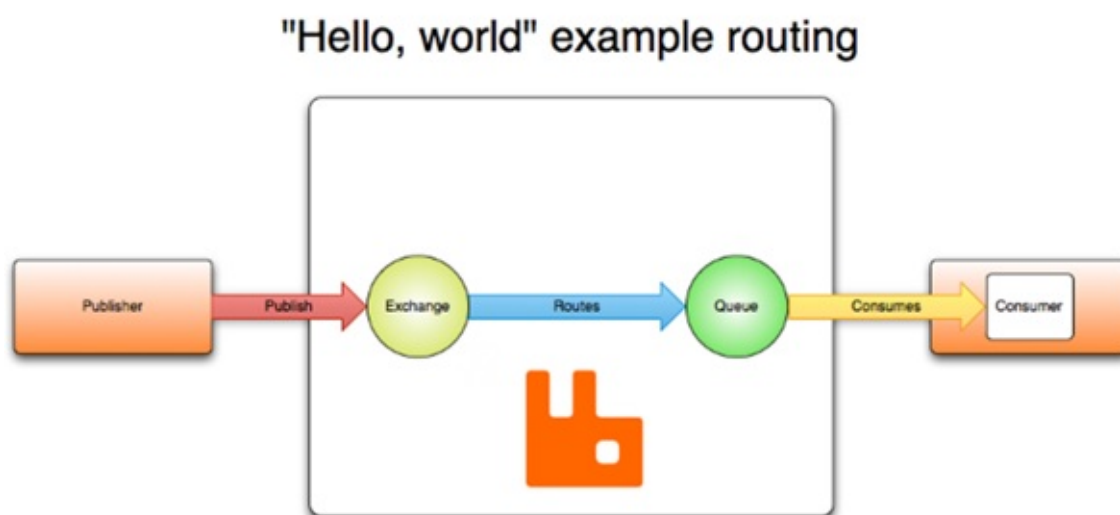 "Hello, world" example routing
Publisher
Publish
Exchange
Routes
Queue
Consumes
Consumer